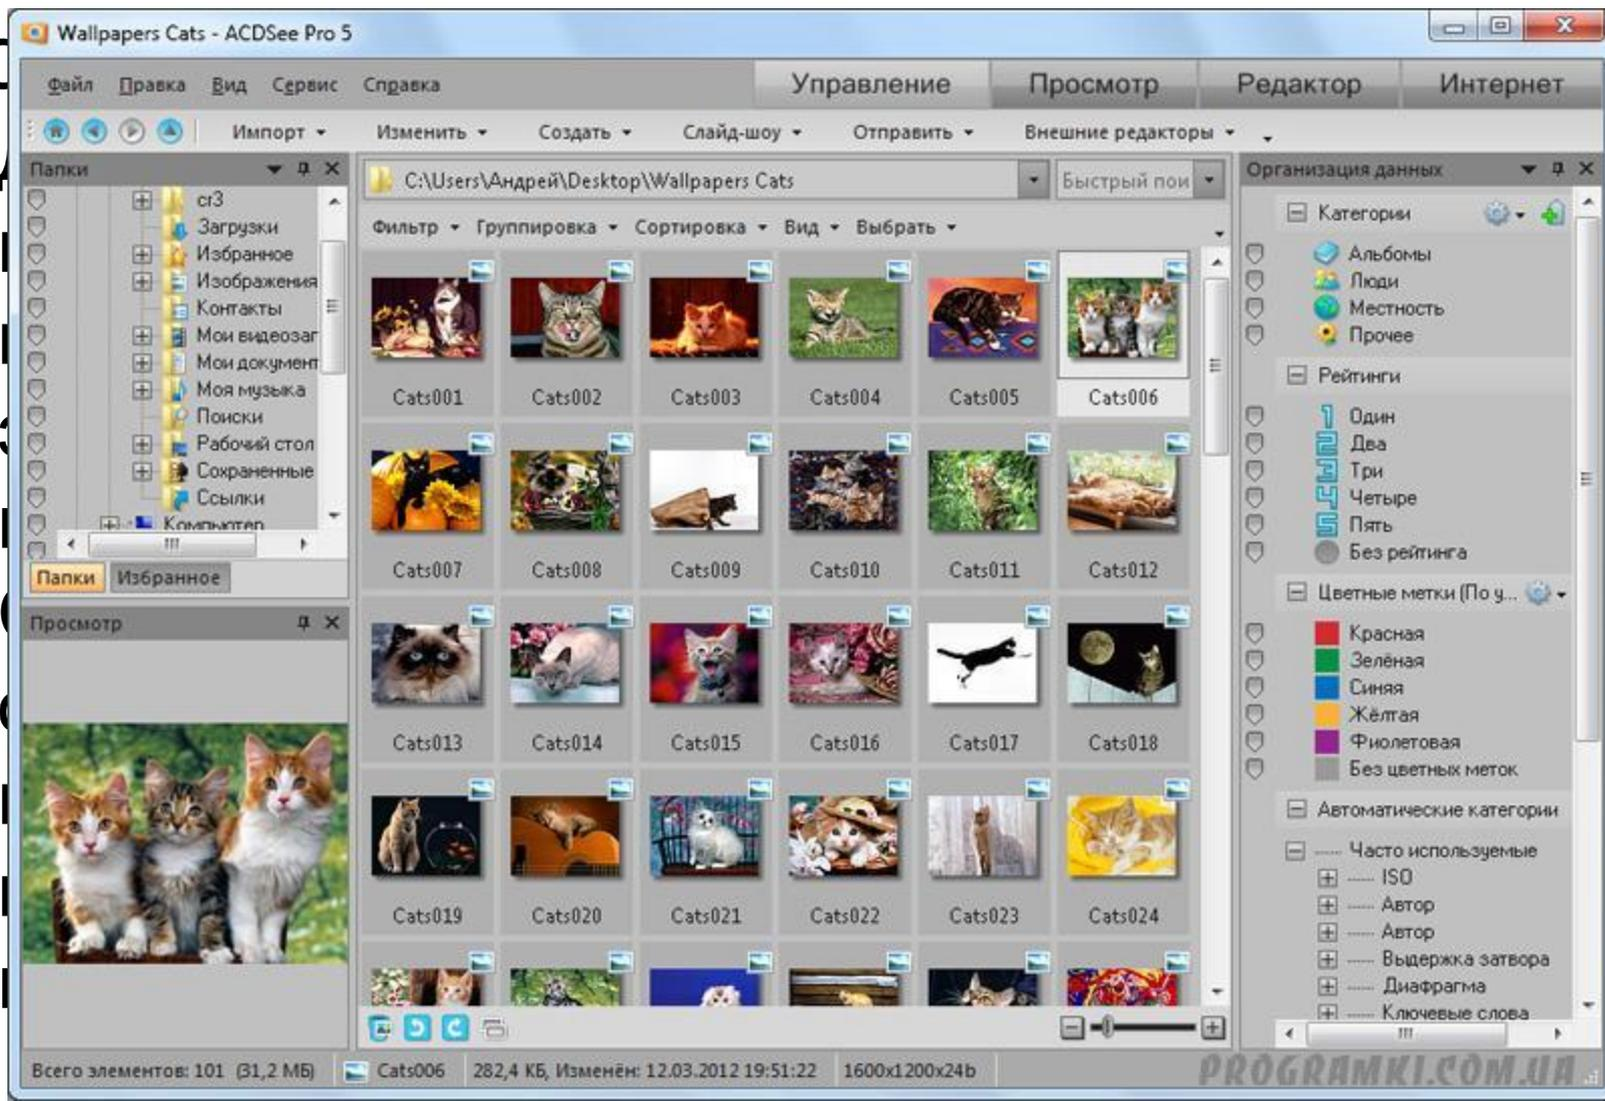 Wallpapers Cats - ACDSee Pro 5
Файл Правка Вид Сервис Справка
Управление Просмотр Редактор Интернет
Импорт Изменить Создать Слайд-шоу Отправить Внешние редакторы
Папки
cr3
Загрузки
Избранное
Изображения
Контакты
Мои видеозаг
Мои документ
Моя музыка
Поиски
Рабочий стол
Сохраненные
Ссылки
Компьютер
Папки Избранное
Просмотр
C:\Users\Андрей\Desktop\Wallpapers Cats Быстрый пои
Фильтр Группировка Сортировка Вид Выбрать
Cats001 Cats002 Cats003 Cats004 Cats005 Cats006
Cats007 Cats008 Cats009 Cats010 Cats011 Cats012
Cats013 Cats014 Cats015 Cats016 Cats017 Cats018
Cats019 Cats020 Cats021 Cats022 Cats023 Cats024
Организация данных
Категории
Альбомы
Люди
Местность
Прочее
Рейтинги
1 Один
2 Два
3 Три
4 Четыре
5 Пять
Без рейтинга
Цветные метки (По у...
Красная
Зелёная
Синяя
Жёлтая
Фиолетовая
Без цветных меток
Автоматические категории
Часто используемые
ISO
Автор
Автор
Выдержка затвора
Диафрагма
Ключевые слова
Всего элементов: 101 (31,2 МБ) Cats006 282,4 КБ, Изменён: 12.03.2012 19:51:22 1600x1200x24b
PROGRAMKI.COM.UA